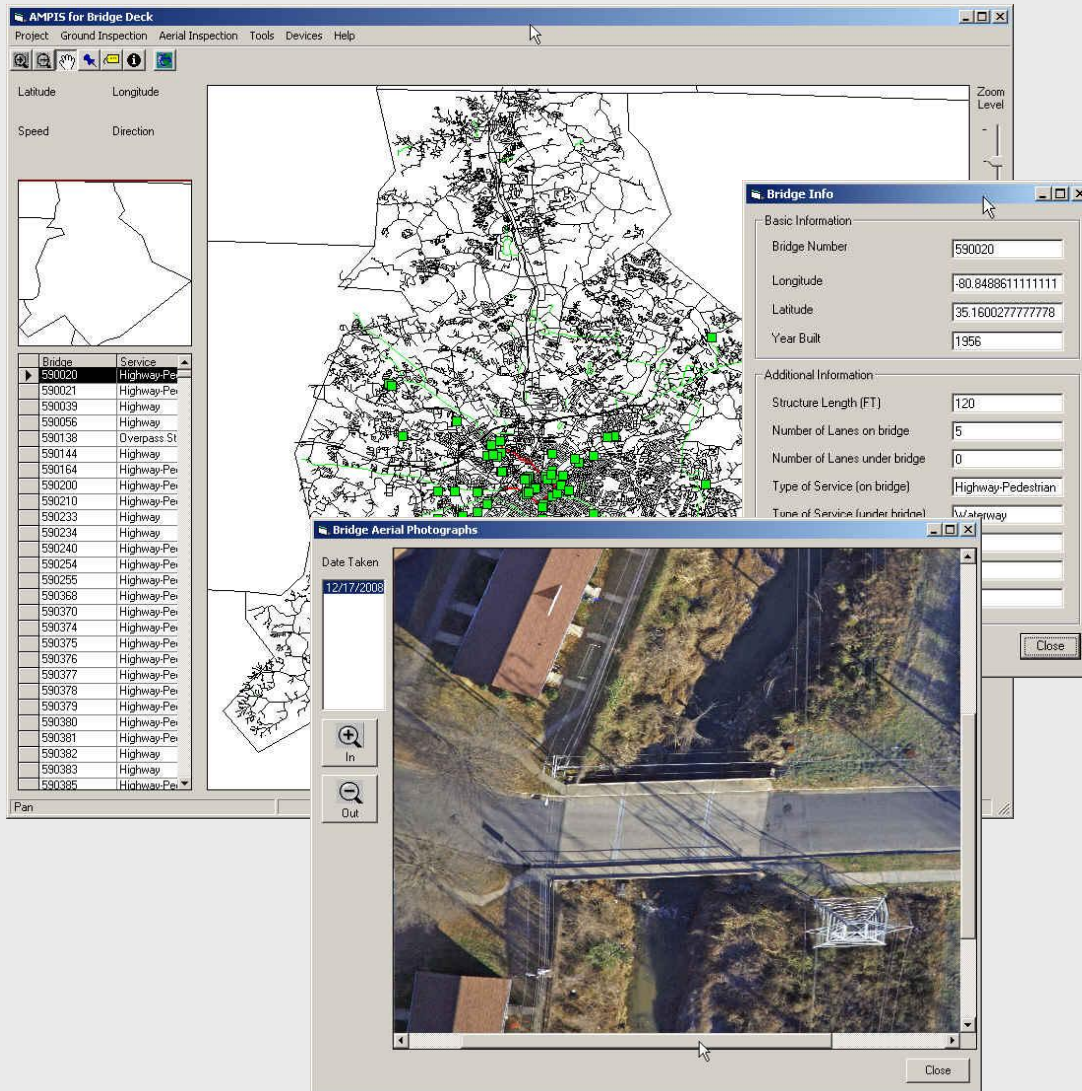 AMPIS for Bridge Deck
Project Ground Inspection Aerial Inspection Tools Devices Help
Latitude Longitude
Speed Direction
Zoom
Level
-
Bridge Service
590020 Highway-Pe
590021 Highway-Pe
590039 Highway
590056 Highway
590138 Overpass St
590144 Highway
590164 Highway-Pe
590200 Highway-Pe
590210 Highway-Pe
590233 Highway
590234 Highway
590240 Highway-Pe
590254 Highway-Pe
590255 Highway-Pe
590368 Highway-Pe
590370 Highway-Pe
590374 Highway-Pe
590375 Highway-Pe
590376 Highway-Pe
590377 Highway-Pe
590378 Highway-Pe
590379 Highway-Pe
590380 Highway-Pe
590381 Highway-Pe
590382 Highway
590383 Highway
590385 Highway-Pe
Pan
Bridge Info
Basic Information
Bridge Number 590020
Longitude -80.8488611111111
Latitude 35.1600277777778
Year Built 1956
Additional Information
Structure Length (FT) 120
Number of Lanes on bridge 5
Number of Lanes under bridge 0
Type of Service (on bridge) Highway-Pedestrian
Type of Service (under bridge) Waterway
Close
Bridge Aerial Photographs
Date Taken
12/17/2008
In
Out
Close